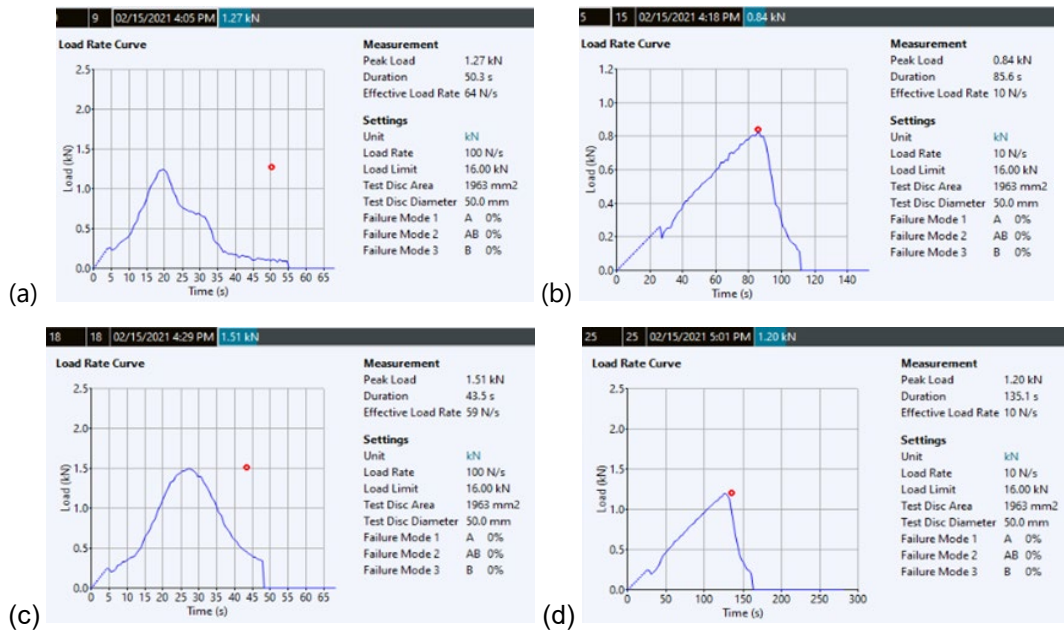 9 02/15/2021 4:05 PM 1.27 kN
Load Rate Curve
Load (kN)
2.5
2.0
1.5
1.0
0.5
0.0
0 5 10 15 20 25 30 35 40 45 50 55 60 65
Time (s)
Measurement
Peak Load 1.27 kN
Duration 50.3 s
Effective Load Rate 64 N/s
Settings
Unit kN
Load Rate 100 N/s
Load Limit 16.00 kN
Test Disc Area 1963 mm2
Test Disc Diameter 50.0 mm
Failure Mode 1 A 0%
Failure Mode 2 AB 0%
Failure Mode 3 B 0%
(a)
5 15 02/15/2021 4:18 PM 0.84 kN
Load Rate Curve
Load (kN)
1.2
1.0
0.8
0.6
0.4
0.2
0.0
0 20 40 60 80 100 120 140
Time (s)
Measurement
Peak Load 0.84 kN
Duration 85.6 s
Effective Load Rate 10 N/s
Settings
Unit kN
Load Rate 10 N/s
Load Limit 16.00 kN
Test Disc Area 1963 mm2
Test Disc Diameter 50.0 mm
Failure Mode 1 A 0%
Failure Mode 2 AB 0%
Failure Mode 3 B 0%
(b)
18 18 02/15/2021 4:29 PM 1.51 kN
Load Rate Curve
Load (kN)
2.5
2.0
1.5
1.0
0.5
0.0
0 5 10 15 20 25 30 35 40 45 50 55 60 65
Time (s)
Measurement
Peak Load 1.51 kN
Duration 43.5 s
Effective Load Rate 59 N/s
Settings
Unit kN
Load Rate 100 N/s
Load Limit 16.00 kN
Test Disc Area 1963 mm2
Test Disc Diameter 50.0 mm
Failure Mode 1 A 0%
Failure Mode 2 AB 0%
Failure Mode 3 B 0%
(c)
25 25 02/15/2021 5:01 PM 1.20 kN
Load Rate Curve
Load (kN)
2.5
2.0
1.5
1.0
0.5
0.0
0 50 100 150 200 250 300
Time (s)
Measurement
Peak Load 1.20 kN
Duration 135.1 s
Effective Load Rate 10 N/s
Settings
Unit kN
Load Rate 10 N/s
Load Limit 16.00 kN
Test Disc Area 1963 mm2
Test Disc Diameter 50.0 mm
Failure Mode 1 A 0%
Failure Mode 2 AB 0%
Failure Mode 3 B 0%
(d)